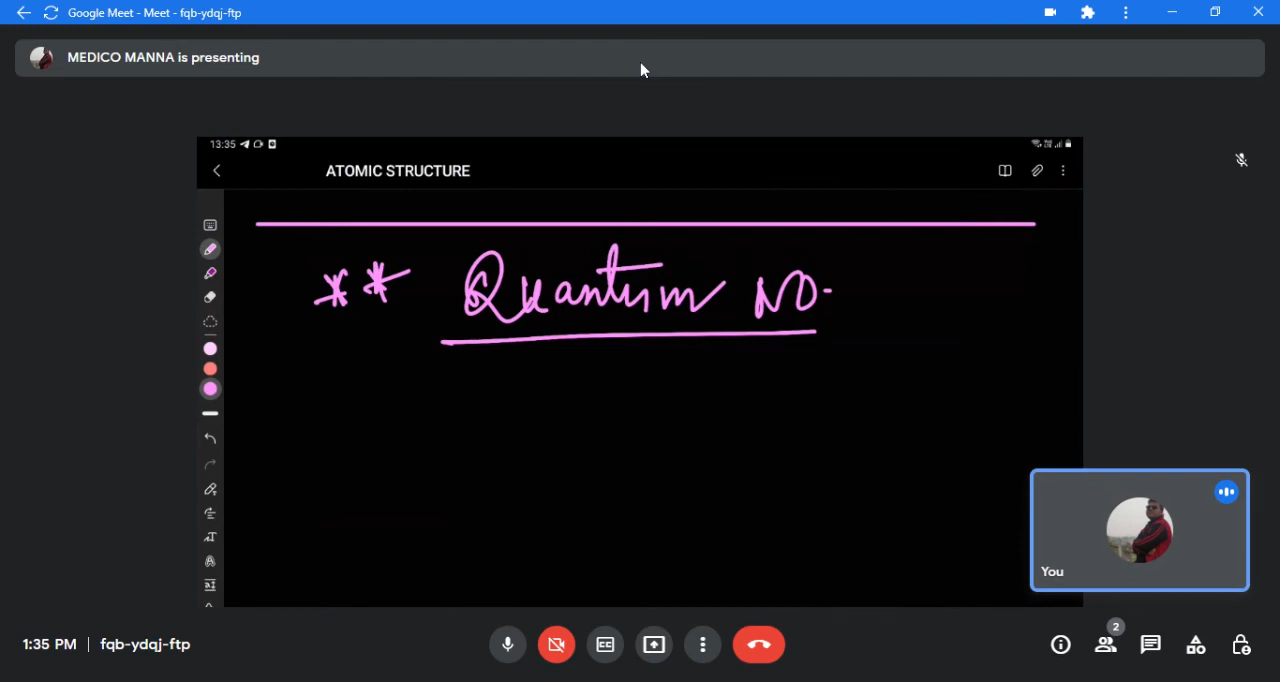 Google Meet - Meet - fqb-ydqj-ftp
MEDICO MANNA is presenting
13:35
ATOMIC STRUCTURE
** Quantum NO.
You
1:35 PM | fqb-ydqj-ftp
2